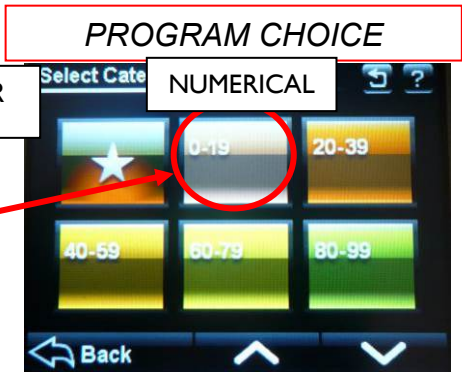 PROGRAM CHOICE
Select Cate
R
NUMERICAL
?
0-19
20-39
40-59
60-79
80-99
Back